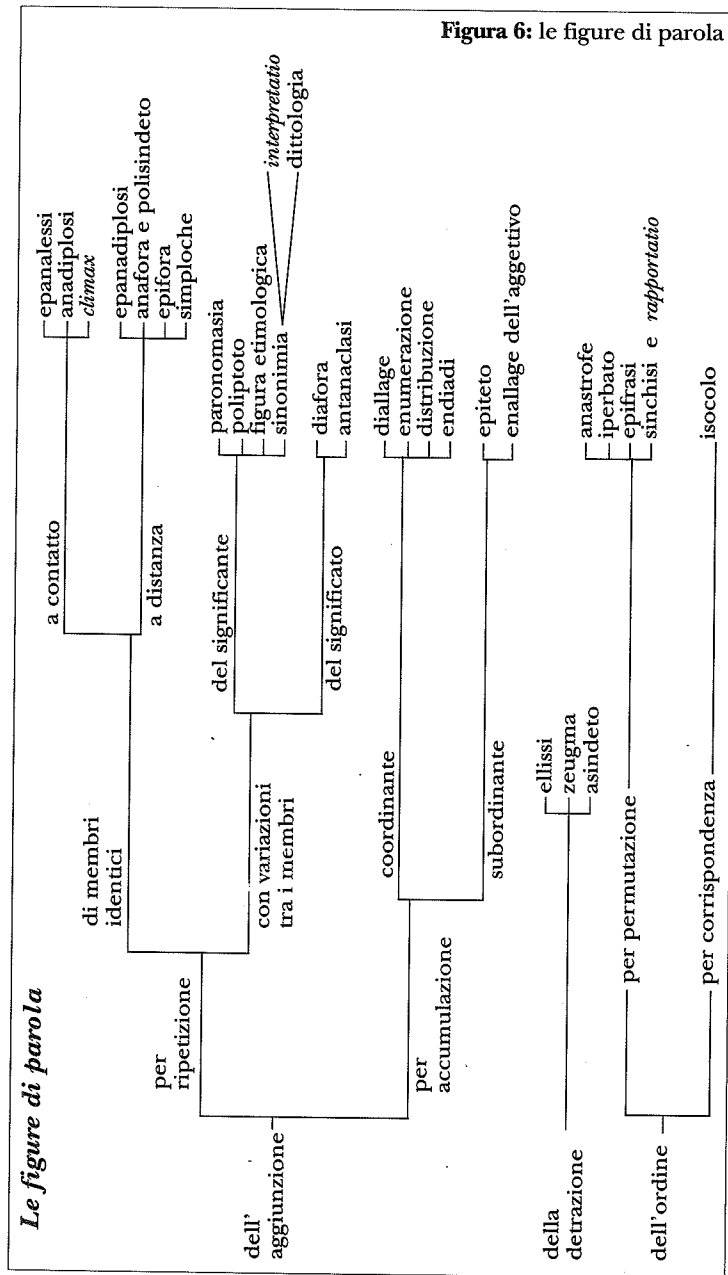 Figura 6: le figure di parola
Le figure di parola
dell'
aggiunzione
per
ripetizione
di membri
identici
a contatto
epanalessi
anadiplosi
climax
a distanza
epanadiplosi
anafora e polisindeto
epifora
simploche
con variazioni
tra i membri
del significante
paronomasia
poliptoto
figura etimologica
sinonimia
interpretatio
dittologia
del significato
diafora
antanaclasi
per
accumulazione
coordinante
diallage
enumerazione
distribuzione
endiadi
subordinante
epiteto
enallage dell'aggettivo
della
detrazione
ellissi
zeugma
asindeto
dell'ordine
per permutazione
anastrofe
iperbato
epifrasi
sinchisi e rapportatio
per corrispondenza
isocolo